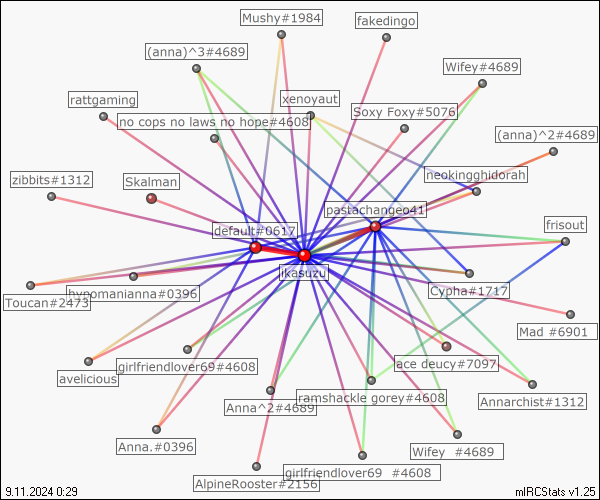 Mushy#1984
fakedingo
(anna)^3#4689
Wifey#4689
rattgaming
xenoyaut
no cops no laws no hope#4608
Soxy Foxy#5076
(anna)^2#4689
neokingghidorah
zibbits#1312
Skalman
pastachangeo41
default#0617
frisout
ikasuzu
Cypha#1717
hypomanianna#0396
Toucan#2473
Mad #6901
girlfriendlover69#4608
ace deucy#7097
avelicious
ramshackle gorey#4608
Anna^2#4689
Annarchist#1312
Anna.#0396
Wifey #4689
girlfriendlover69 #4608
AlpineRooster#2156
9.11.2024 0:29
mIRCStats v1.25